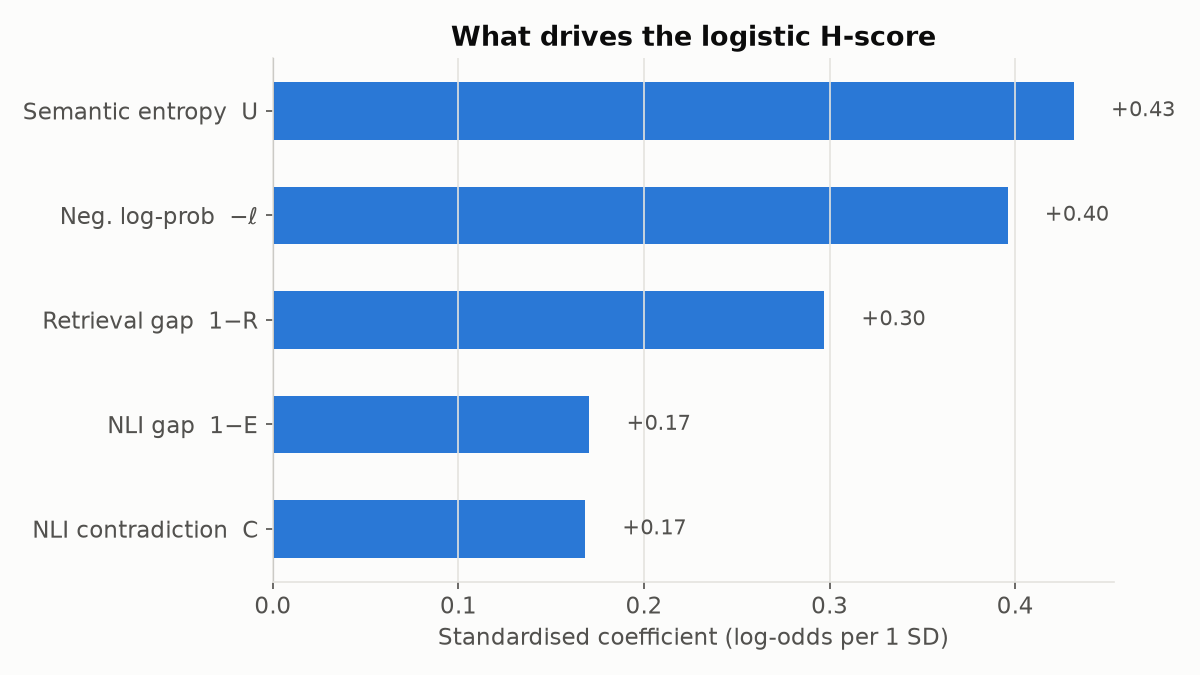 What drives the logistic H-score
Semantic entropy  U
+0.43
Neg. log-prob  −ℓ
+0.40
Retrieval gap  1−R
+0.30
NLI gap  1−E
+0.17
NLI contradiction  C
+0.17
0.0 0.1 0.2 0.3 0.4
Standardised coefficient (log-odds per 1 SD)